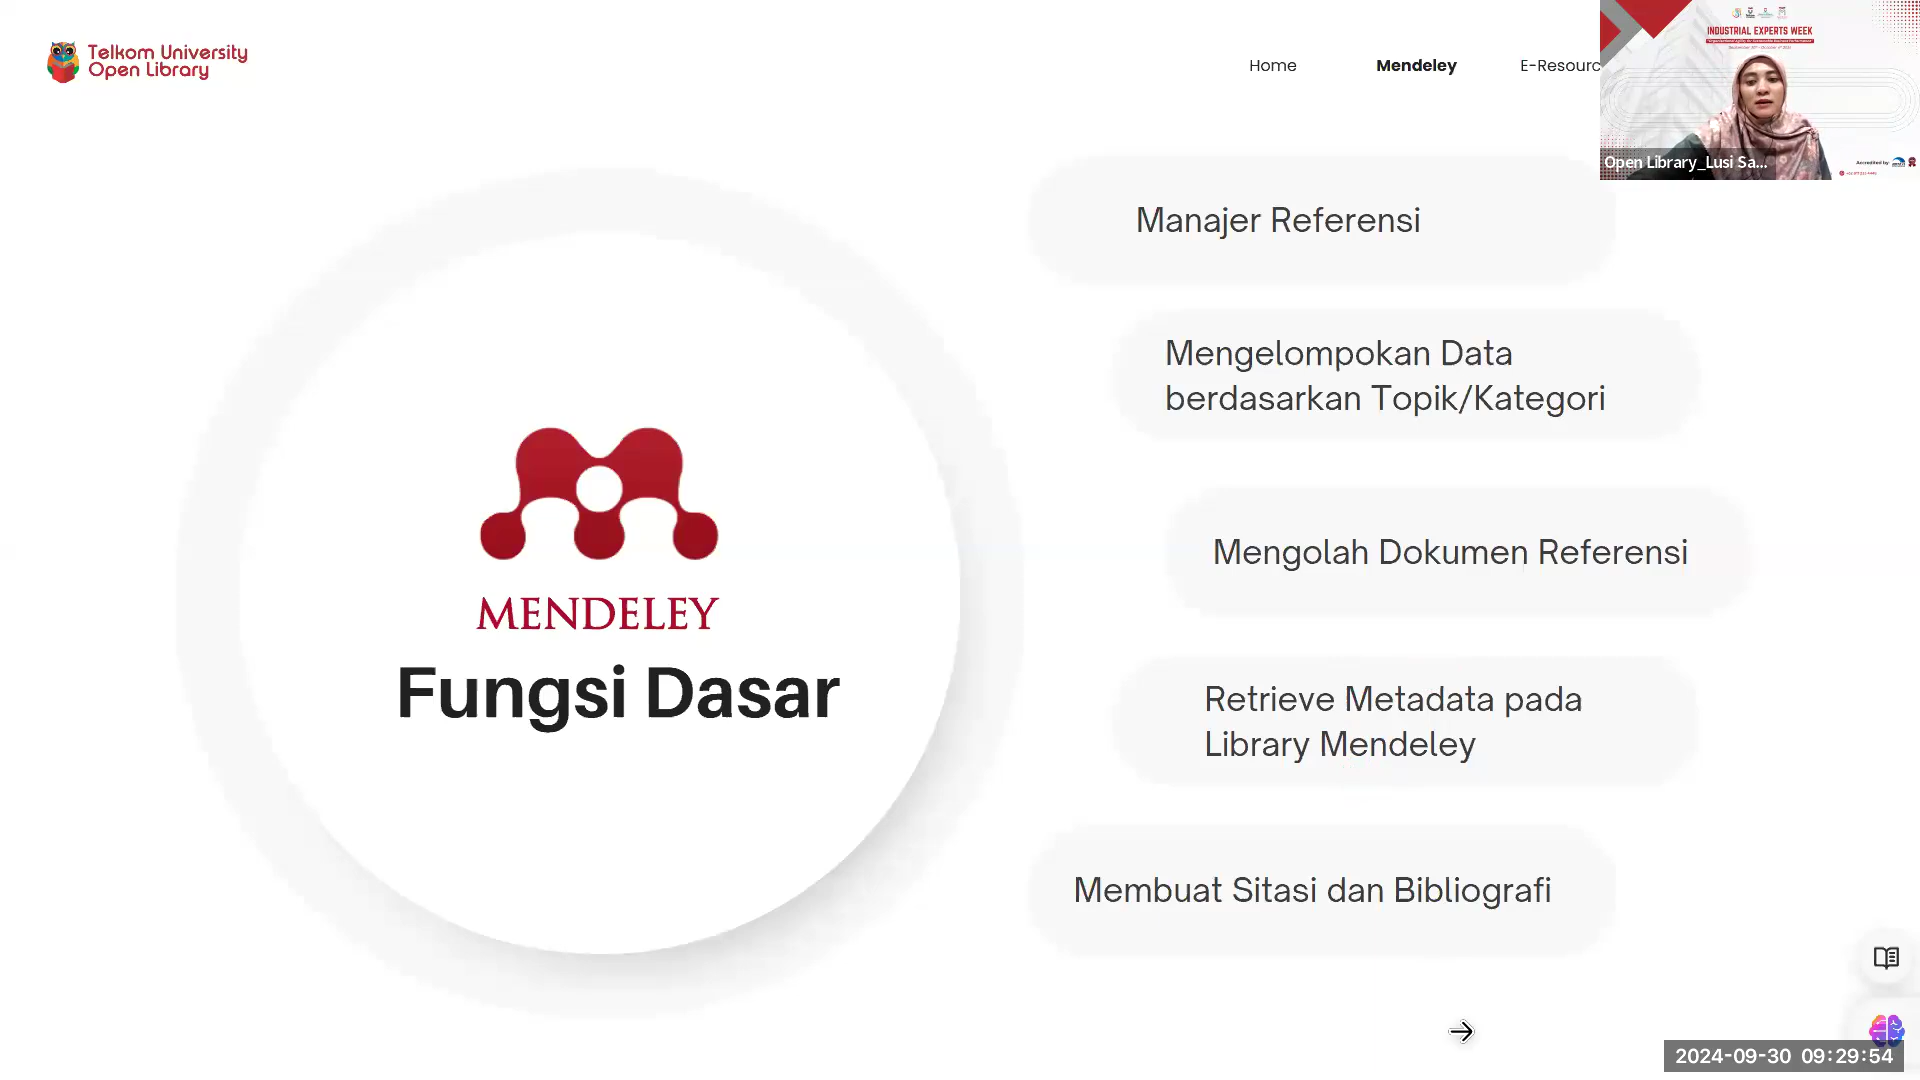 Telkom University
Open Library
Home
Mendeley
E-Resourc
INDUSTRIAL EXPERTS WEEK
Open Library_Lusi Sa...
Accredited by
Manajer Referensi
Mengelompokan Data
berdasarkan Topik/Kategori
Mengolah Dokumen Referensi
Retrieve Metadata pada
Library Mendeley
Membuat Sitasi dan Bibliografi
MENDELEY
Fungsi Dasar
2024-09-30 09:29:54